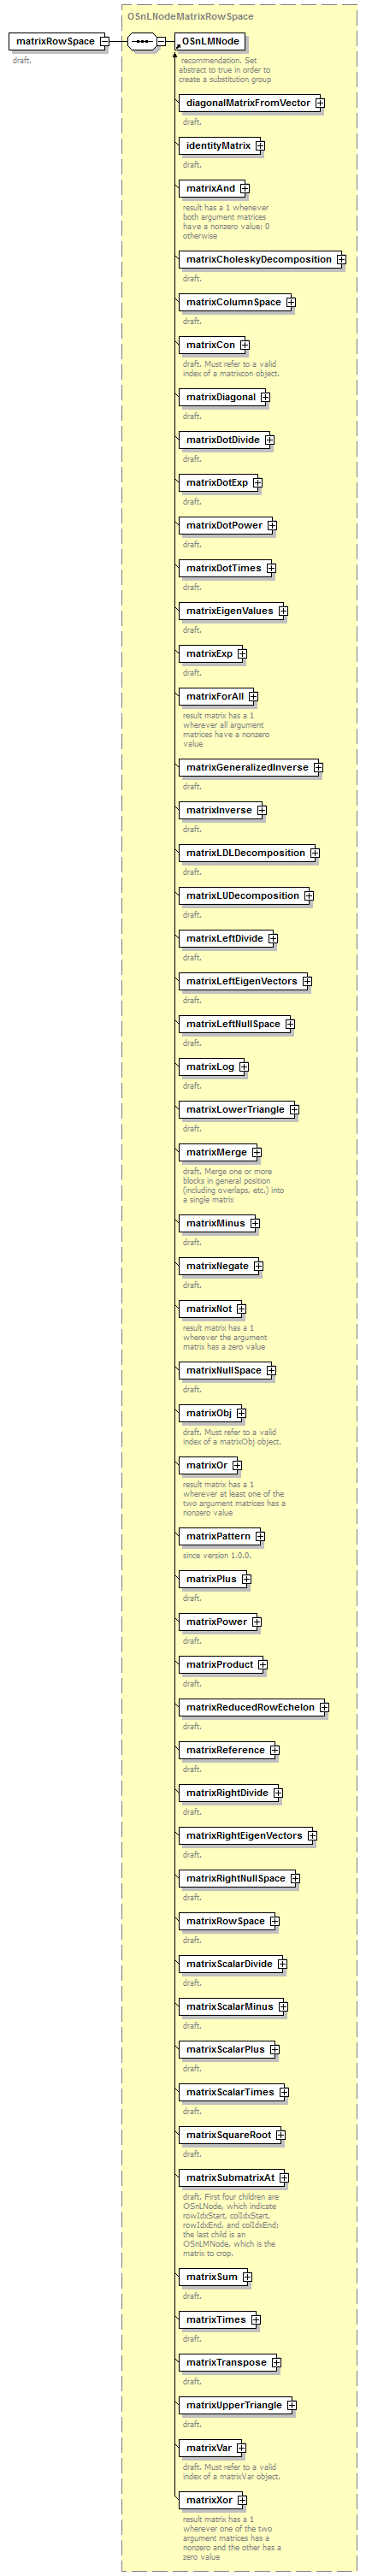 OSnLNodeMatrixRowSpace
matrixRowSpace
draft.
OSnLMNode
recommendation. Set
abstract to true in order to
create a substitution group
diagonalMatrixFromVector
draft.
identityMatrix
draft.
matrixAnd
result has a 1 whenever
both argument matrices
have a nonzero value; 0
otherwise
matrixCholeskyDecomposition
draft.
matrixColumnSpace
draft.
matrixCon
draft. Must refer to a valid
index of a matrixcon object.
matrixDiagonal
draft.
matrixDotDivide
draft.
matrixDotExp
draft.
matrixDotPower
draft.
matrixDotTimes
draft.
matrixEigenValues
draft.
matrixExp
draft.
matrixForAll
result matrix has a 1
wherever all argument
matrices have a nonzero
value
matrixGeneralizedInverse
draft.
matrixInverse
draft.
matrixLDLDecomposition
draft.
matrixLUDecomposition
draft.
matrixLeftDivide
draft.
matrixLeftEigenVectors
draft.
matrixLeftNullSpace
draft.
matrixLog
draft.
matrixLowerTriangle
draft.
matrixMerge
draft. Merge one or more
blocks in general position
(including overlaps, etc.) into
a single matrix
matrixMinus
draft.
matrixNegate
draft.
matrixNot
result matrix has a 1
wherever the argument
matrix has a zero value
matrixNullSpace
draft.
matrixObj
draft. Must refer to a valid
index of a matrixObj object.
matrixOr
result matrix has a 1
wherever at least one of the
two argument matrices has a
nonzero value
matrixPattern
since version 1.0.0.
matrixPlus
draft.
matrixPower
draft.
matrixProduct
draft.
matrixReducedRowEchelon
draft.
matrixReference
draft.
matrixRightDivide
draft.
matrixRightEigenVectors
draft.
matrixRightNullSpace
draft.
matrixRowSpace
draft.
matrixScalarDivide
draft.
matrixScalarMinus
draft.
matrixScalarPlus
draft.
matrixScalarTimes
draft.
matrixSquareRoot
draft.
matrixSubmatrixAt
draft. First four children are
OSnLNode, which indicate
rowIdxStart, colIdxStart,
rowIdxEnd, and colIdxEnd;
the last child is an
OSnLMNode, which is the
matrix to crop.
matrixSum
draft.
matrixTimes
draft.
matrixTranspose
draft.
matrixUpperTriangle
draft.
matrixVar
draft. Must refer to a valid
index of a matrixVar object.
matrixXor
result matrix has a 1
wherever one of the two
argument matrices has a
nonzero and the other has a
zero value